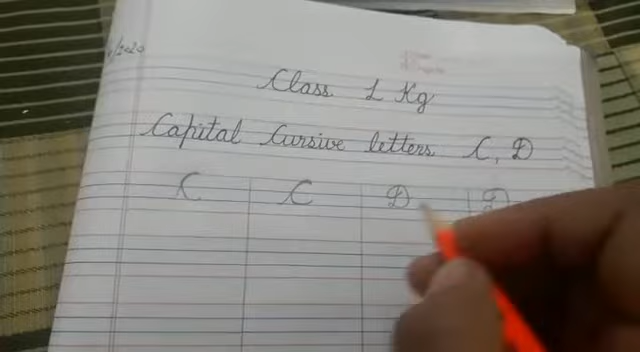 Class L Kg
Capital Cursive letters C, D
C C D D